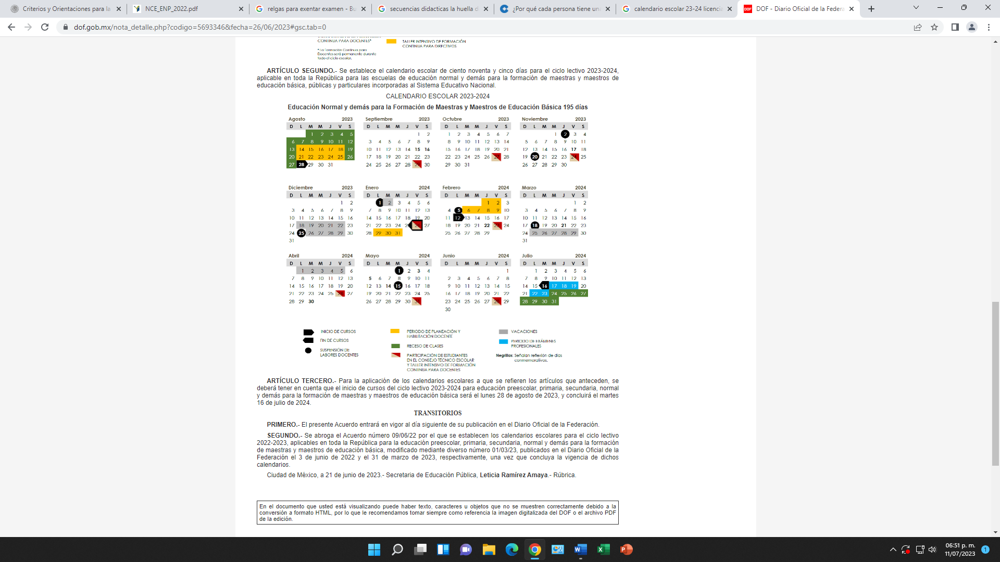 Criterios y Orientaciones para la
NCE_ENP_2022.pdf
relgas para exentar examen - Bu
secuencias didacticas la huella d
¿Por qué cada persona tiene una
calendario escolar 23-24 licencia
DOF - Diario Oficial de la Federa
dof.gob.mx/nota_detalle.php?codigo=5693346&fecha=26/06/2023#gsc.tab=0
CONTINUA PARA DOCENTES*
TALLER INTENSIVO DE FORMACIÓN
CONTINUA PARA DIRECTIVOS
* La Formación Continua para
Docentes será permanente durante
todo el ciclo escolar.
ARTÍCULO SEGUNDO.- Se establece el calendario escolar de ciento noventa y cinco días para el ciclo lectivo 2023-2024,
aplicable en toda la República para las escuelas de educación normal y demás para la formación de maestras y maestros de
educación básica, públicas y particulares incorporadas al Sistema Educativo Nacional.
CALENDARIO ESCOLAR 2023-2024
Educación Normal y demás para la Formación de Maestras y Maestros de Educación Básica 195 días
Agosto 2023
D L M M J V S
1 2 3 4 5
6 7 8 9 10 11 12
13 14 15 16 17 18 19
20 21 22 23 24 25 26
27 28 29 30 31
Septiembre 2023
D L M M J V S
1 2
3 4 5 6 7 8 9
10 11 12 13 14 15 16
17 18 19 20 21 22 23
24 25 26 27 28 29 30
Octubre 2023
D L M M J V S
1 2 3 4 5 6 7
8 9 10 11 12 13 14
15 16 17 18 19 20 21
22 23 24 25 26 27 28
29 30 31
Noviembre 2023
D L M M J V S
1 2 3 4
5 6 7 8 9 10 11
12 13 14 15 16 17 18
19 20 21 22 23 24 25
26 27 28 29 30
Diciembre 2023
D L M M J V S
1 2
3 4 5 6 7 8 9
10 11 12 13 14 15 16
17 18 19 20 21 22 23
24 25 26 27 28 29 30
31
Enero 2024
D L M M J V S
1 2 3 4 5 6
7 8 9 10 11 12 13
14 15 16 17 18 19 20
21 22 23 24 2 26 27
28 29 30 31
Febrero 2024
D L M M J V S
1 2 3
4 5 6 7 8 9 10
11 12 13 14 15 16 17
18 19 20 21 22 23 24
25 26 27 28 29
Marzo 2024
D L M M J V S
1 2
3 4 5 6 7 8 9
10 11 12 13 14 15 16
17 18 19 20 21 22 23
24 25 26 27 28 29 30
31
Abril 2024
D L M M J V S
1 2 3 4 5 6
7 8 9 10 11 12 13
14 15 16 17 18 19 20
21 22 23 24 25 26 27
28 29 30
Mayo 2024
D L M M J V S
1 2 3 4
5 6 7 8 9 10 11
12 13 14 15 16 17 18
19 20 21 22 23 24 25
26 27 28 29 30 31
Junio 2024
D L M M J V S
1
2 3 4 5 6 7 8
9 10 11 12 13 14 15
16 17 18 19 20 21 22
23 24 25 26 27 28 29
30
Julio 2024
D L M M J V S
1 2 3 4 5 6
7 8 9 10 11 12 13
14 15 16 17 18 19 20
21 22 23 24 25 26 27
28 29 30 31
INICIO DE CURSOS
FIN DE CURSOS
SUSPENSIÓN DE
LABORES DOCENTES
PERIODO DE PLANEACIÓN Y
HABILITACIÓN DOCENTE
RECESO DE CLASES
PARTICIPACIÓN DE ESTUDIANTES
EN EL CONSEJO TÉCNICO ESCOLAR
Y TALLER INTENSIVO DE FORMACIÓN
CONTINUA PARA DOCENTES
VACACIONES
PERIODO DE EXÁMENES
PROFESIONALES
Negrillas: Señalan reflexión de días
conmemorativos.
ARTÍCULO TERCERO.- Para la aplicación de los calendarios escolares a que se refieren los artículos que anteceden, se
deberá tener en cuenta que el inicio de cursos del ciclo lectivo 2023-2024 para educación preescolar, primaria, secundaria, normal
y demás para la formación de maestras y maestros de educación básica será el lunes 28 de agosto de 2023, y concluirá el martes
16 de julio de 2024.
TRANSITORIOS
PRIMERO.- El presente Acuerdo entrará en vigor al día siguiente de su publicación en el Diario Oficial de la Federación.
SEGUNDO.- Se abroga el Acuerdo número 09/06/22 por el que se establecen los calendarios escolares para el ciclo lectivo
2022-2023, aplicables en toda la República para la educación preescolar, primaria, secundaria, normal y demás para la formación
de maestras y maestros de educación básica, modificado mediante diverso número 01/03/23, publicados en el Diario Oficial de la
Federación el 3 de junio de 2022 y el 31 de marzo de 2023, respectivamente, una vez que concluya la vigencia de dichos
calendarios.
Ciudad de México, a 21 de junio de 2023.- Secretaria de Educación Pública, Leticia Ramírez Amaya.- Rúbrica.
En el documento que usted está visualizando puede haber texto, caracteres u objetos que no se muestren correctamente debido a la
conversión a formato HTML, por lo que le recomendamos tomar siempre como referencia la imagen digitalizada del DOF o el archivo PDF
de la edición.
06:51 p. m.
11/07/2023
1